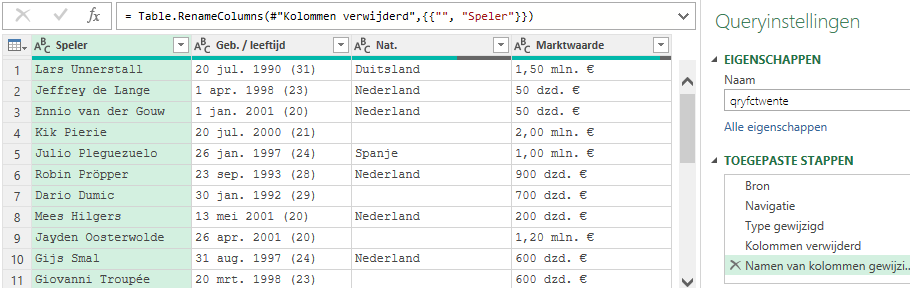 = Table.RenameColumns(#"Kolommen verwijderd",{{"", "Speler"}})
Speler Geb. / leeftijd Nat. Marktwaarde
1 Lars Unnerstall 20 jul. 1990 (31) Duitsland 1,50 mln. €
2 Jeffrey de Lange 1 apr. 1998 (23) Nederland 50 dzd. €
3 Ennio van der Gouw 1 jan. 2001 (20) Nederland 50 dzd. €
4 Kik Pierie 20 jul. 2000 (21) 2,00 mln. €
5 Julio Pleguezuelo 26 jan. 1997 (24) Spanje 1,00 mln. €
6 Robin Pröpper 23 sep. 1993 (28) Nederland 900 dzd. €
7 Dario Dumic 30 jan. 1992 (29) 700 dzd. €
8 Mees Hilgers 13 mei 2001 (20) Nederland 200 dzd. €
9 Jayden Oosterwolde 26 apr. 2001 (20) 1,20 mln. €
10 Gijs Smal 31 aug. 1997 (24) Nederland 600 dzd. €
11 Giovanni Troupée 20 mrt. 1998 (23) 600 dzd. €
Queryinstellingen
EIGENSCHAPPEN
Naam
qryfctwente
Alle eigenschappen
TOEGEPASTE STAPPEN
Bron
Navigatie
Type gewijzigd
Kolommen verwijderd
Namen van kolommen gewijzi...